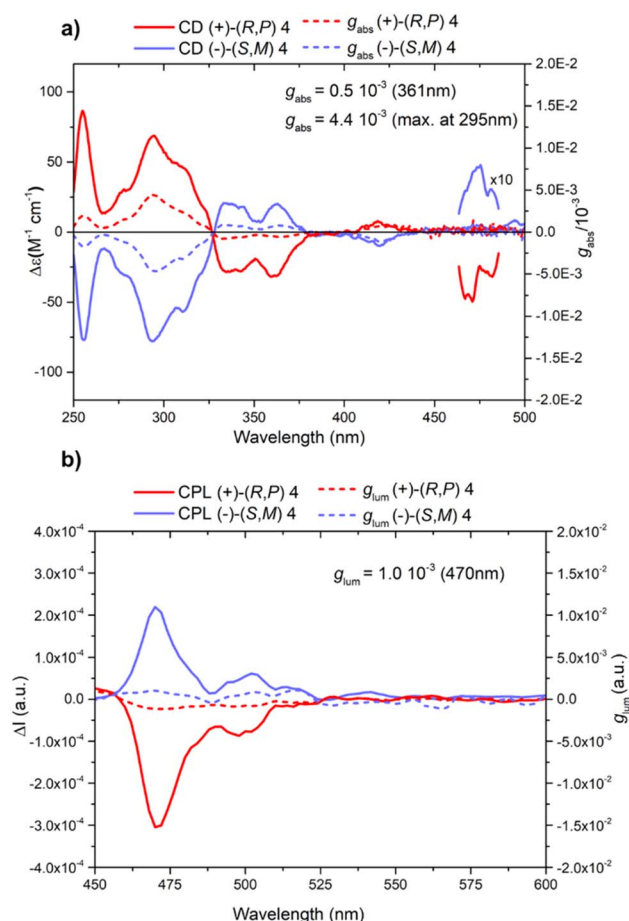 a)
CD (+)-(R,P) 4 g_abs (+)-(R,P) 4
CD (-)-(S,M) 4 g_abs (-)-(S,M) 4
g_abs = 0.5 10^-3 (361nm)
g_abs = 4.4 10^-3 (max. at 295nm)
x10
100
50
0
-50
-100
Δε(M^-1 cm^-1)
2.0E-2
1.5E-2
1.0E-2
5.0E-3
0.0
-5.0E-3
-1.0E-2
-1.5E-2
-2.0E-2
g_abs/10^-3
250 300 350 400 450 500
Wavelength (nm)
b)
CPL (+)-(R,P) 4 g_lum (+)-(R,P) 4
CPL (-)-(S,M) 4 g_lum (-)-(S,M) 4
g_lum = 1.0 10^-3 (470nm)
4.0x10^-4
3.0x10^-4
2.0x10^-4
1.0x10^-4
0.0
-1.0x10^-4
-2.0x10^-4
-3.0x10^-4
-4.0x10^-4
ΔI (a.u.)
2.0x10^-2
1.5x10^-2
1.0x10^-2
5.0x10^-3
0.0
-5.0x10^-3
-1.0x10^-2
-1.5x10^-2
-2.0x10^-2
g_lum (a.u.)
450 475 500 525 550 575 600
Wavelength (nm)